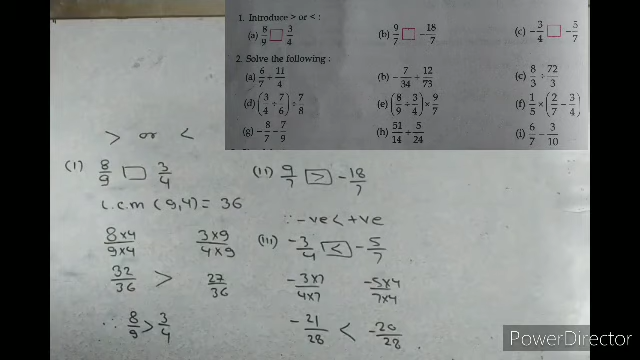 1. Introduce > or < :
(a) 8/9 □ 3/4 (b) 9/7 □ -18/7 (c) -3/4 □ -5/7
2. Solve the following :
(a) 6/7 ÷ 11/4 (b) -7/34 ÷ 12/73 (c) 8/3 ÷ 72/3
(d) (3/4 ÷ 7/6) ÷ 7/8 (e) (8/9 ÷ 3/4) × 9/7 (f) 1/5 × (2/7 - 3/4)
(g) -8/7 - 7/9 (h) 51/14 ÷ 5/24 (i) 6/7 - 3/10
> or <
(i) 8/9 □ 3/4
L.C.M (9,4) = 36
8×4/9×4 3×9/4×9
32/36 > 27/36
∴ 8/9 > 3/4
(ii) 9/7 > -18/7
∵ -ve < +ve
(iii) -3/4 < -5/7
-3×7/4×7 -5×4/7×4
-21/28 < -20/28
PowerDirector